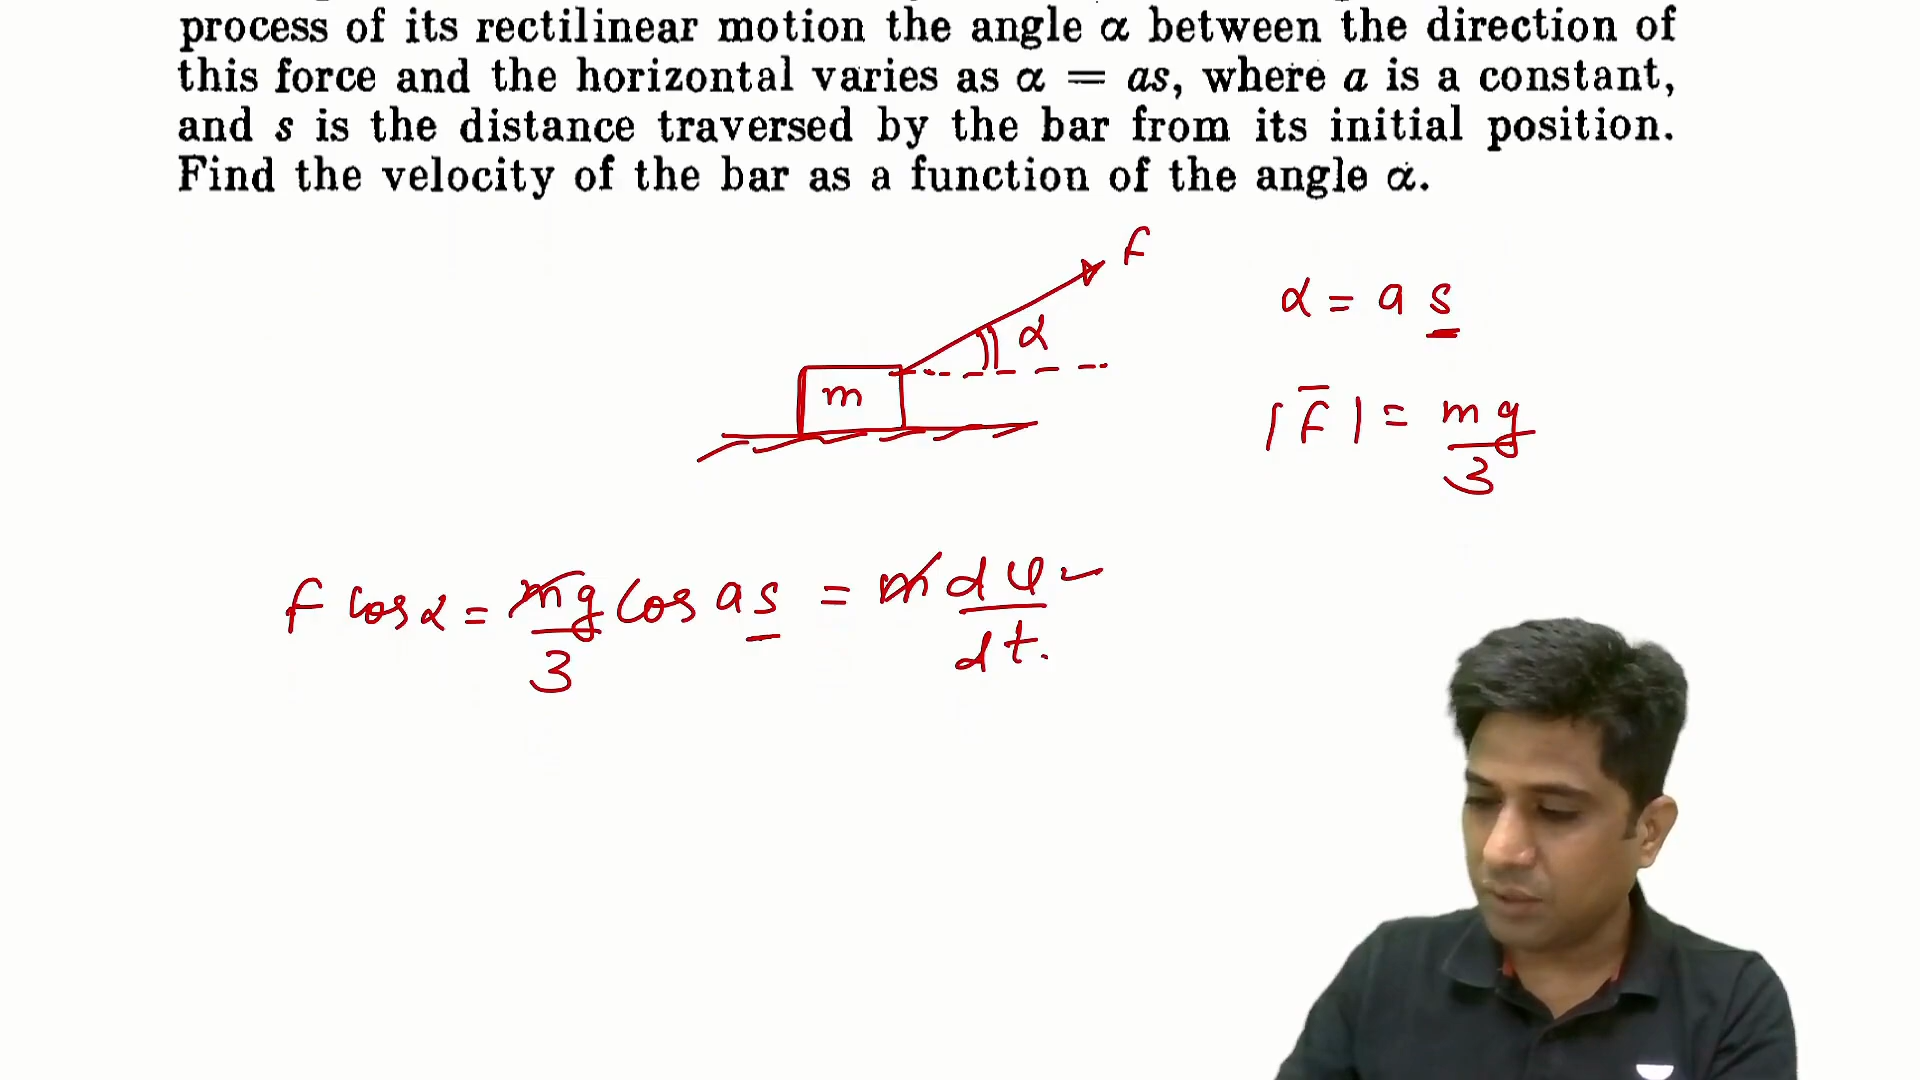 process of its rectilinear motion the angle α between the direction of
this force and the horizontal varies as α = as, where a is a constant,
and s is the distance traversed by the bar from its initial position.
Find the velocity of the bar as a function of the angle α.
F
α
m
α = a s
|F̅| = mg/3
F cos α = mg/3 cos as = m dv/dt.